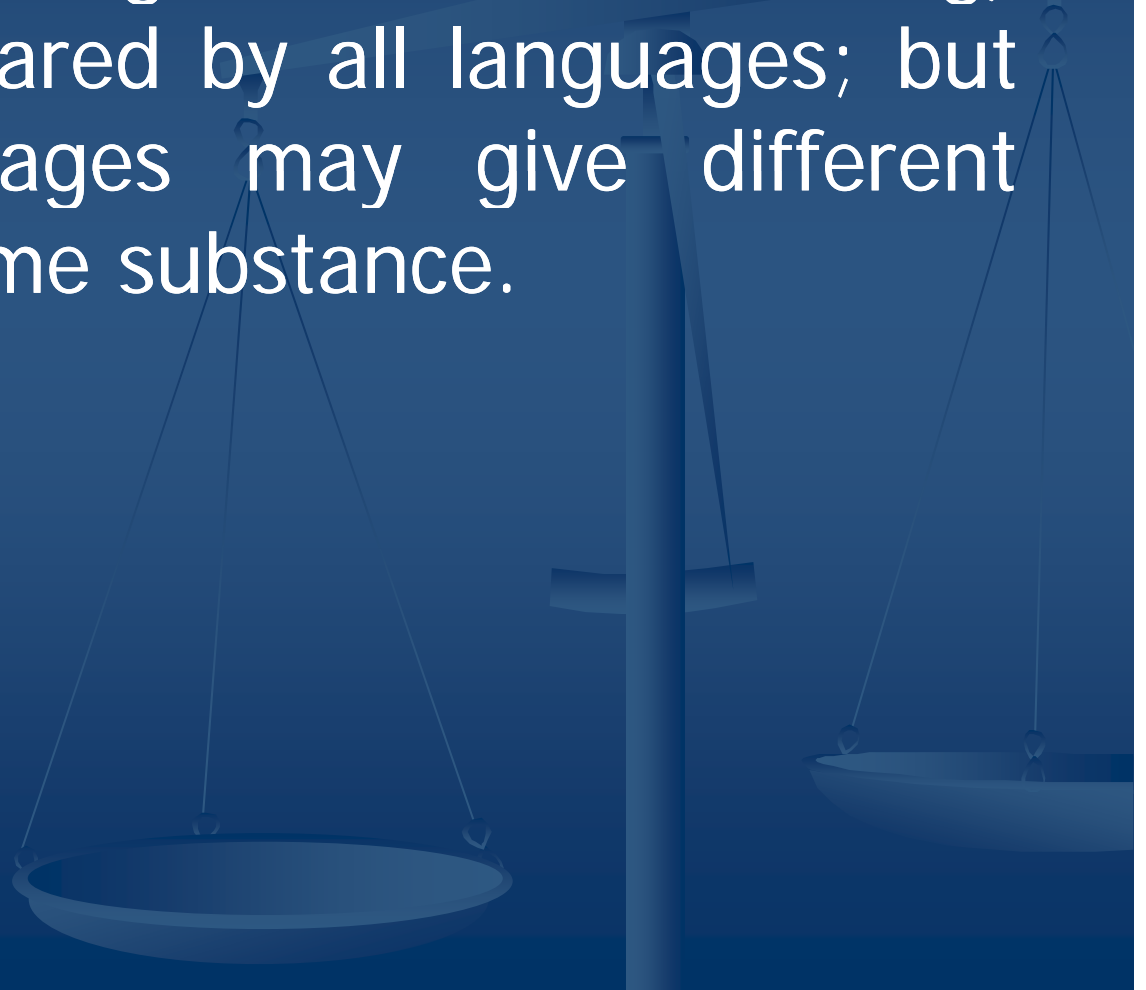 ared by all languages; but
ages may give different
me substance.